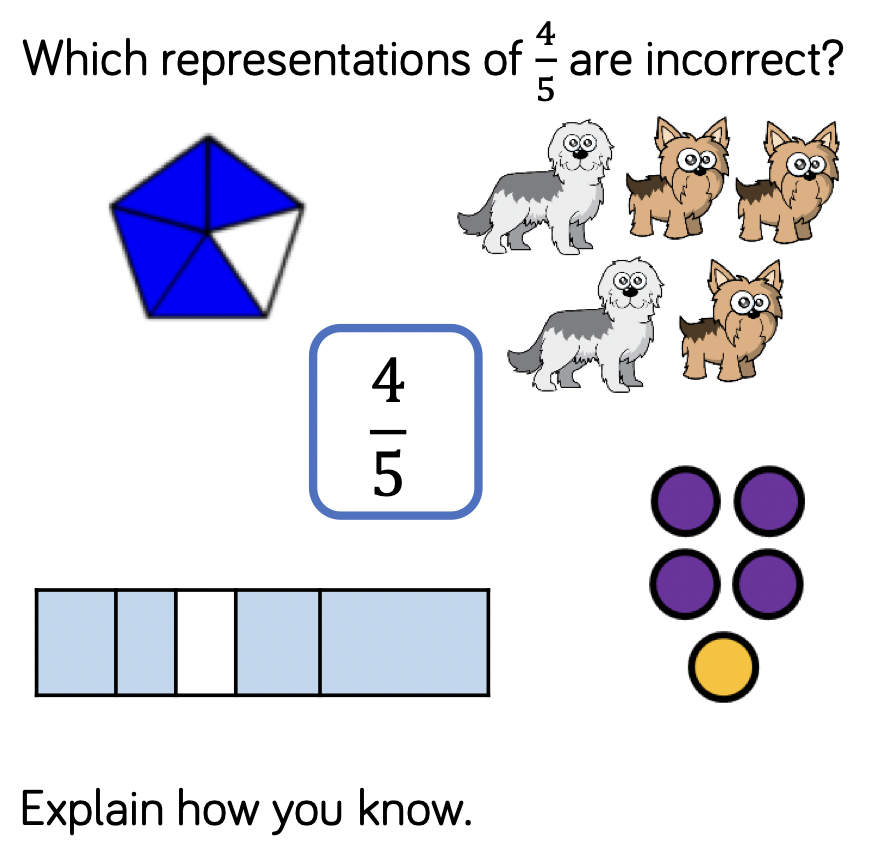 Which representations of 4/5 are incorrect?
4/5
Explain how you know.